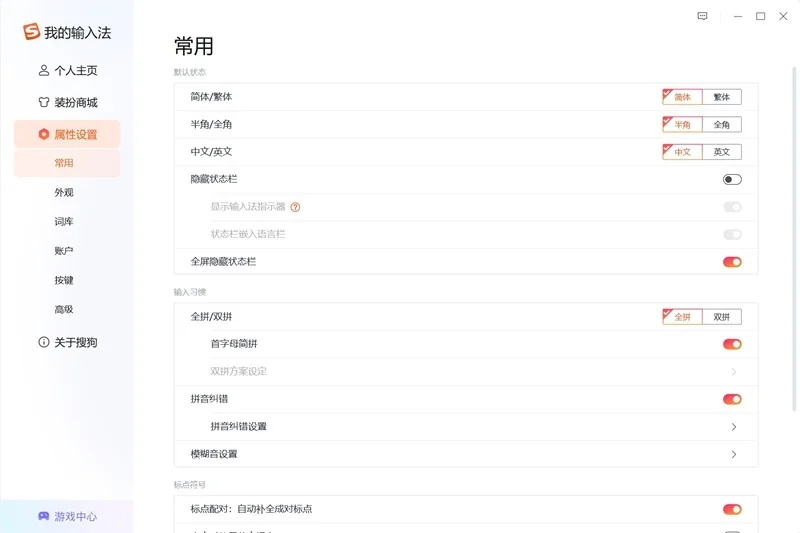 我的输入法
个人主页
装扮商城
属性设置
常用
外观
词库
账户
按键
高级
关于搜狗
游戏中心
常用
默认状态
简体/繁体 简体 繁体
半角/全角 半角 全角
中文/英文 中文 英文
隐藏状态栏
显示输入法指示器 ?
状态栏嵌入语言栏
全屏隐藏状态栏
输入习惯
全拼/双拼 全拼 双拼
首字母简拼
双拼方案设定
拼音纠错
拼音纠错设置
模糊音设置
标点符号
标点配对：自动补全成对标点